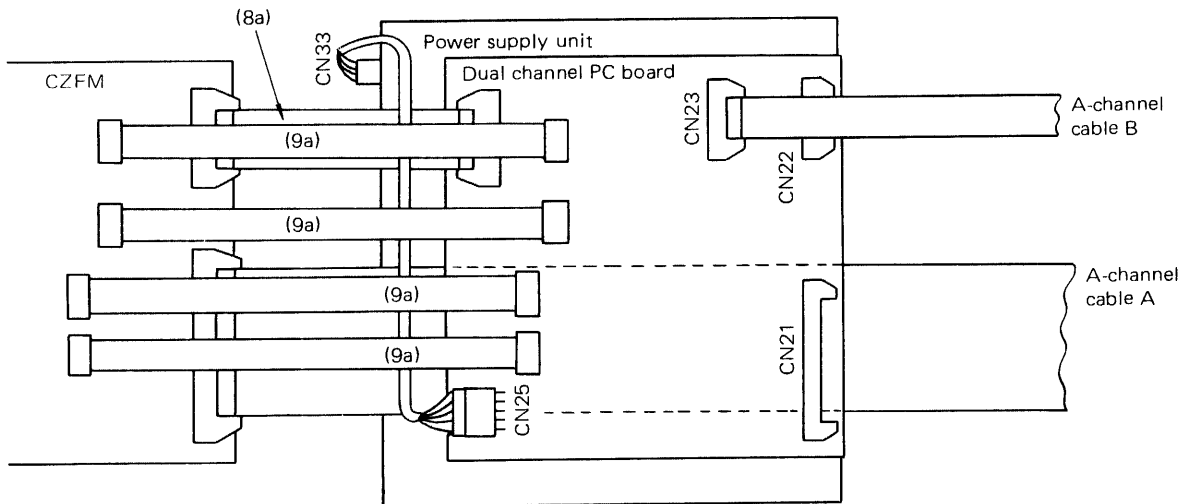 (8a)
CN33
Power supply unit
CZFM
Dual channel PC board
(9a)
CN23
CN22
A-channel
cable B
(9a)
(9a)
A-channel
cable A
(9a)
CN21
CN25